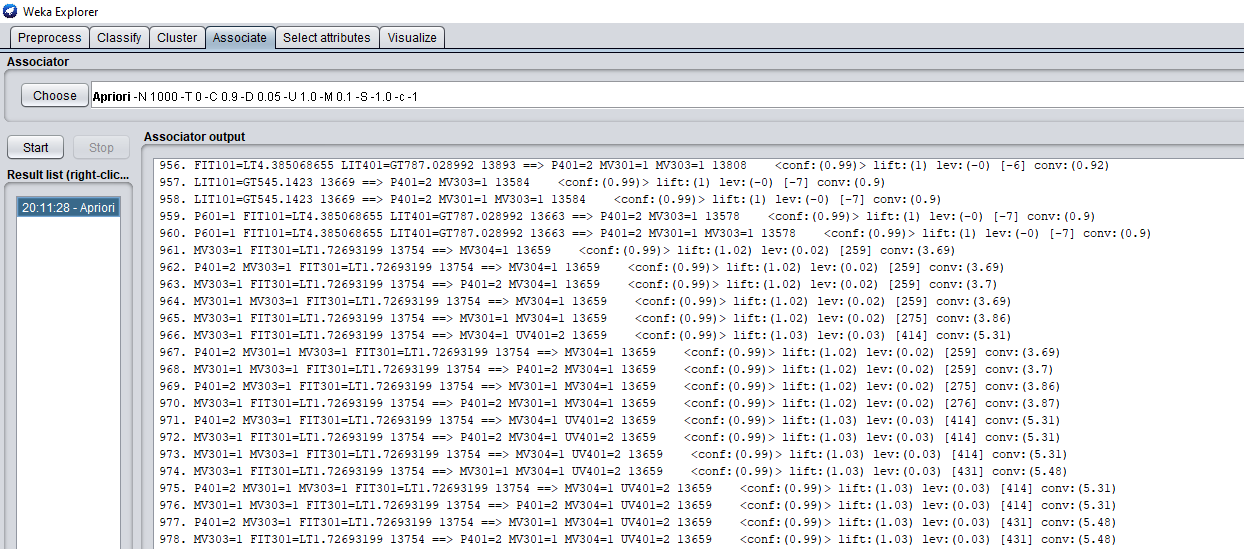 Weka Explorer
Preprocess Classify Cluster Associate Select attributes Visualize
Associator
Choose Apriori -N 1000 -T 0 -C 0.9 -D 0.05 -U 1.0 -M 0.1 -S -1.0 -c -1
Start Stop
Associator output
Result list (right-clic...
20:11:28 - Apriori
956. FIT101=LT4.385068655 LIT401=GT787.028992 13893 ==> P401=2 MV301=1 MV303=1 13808 <conf:(0.99)> lift:(1) lev:(-0) [-6] conv:(0.92)
957. LIT101=GT545.1423 13669 ==> P401=2 MV303=1 13584 <conf:(0.99)> lift:(1) lev:(-0) [-7] conv:(0.9)
958. LIT101=GT545.1423 13669 ==> P401=2 MV301=1 MV303=1 13584 <conf:(0.99)> lift:(1) lev:(-0) [-7] conv:(0.9)
959. P601=1 FIT101=LT4.385068655 LIT401=GT787.028992 13663 ==> P401=2 MV303=1 13578 <conf:(0.99)> lift:(1) lev:(-0) [-7] conv:(0.9)
960. P601=1 FIT101=LT4.385068655 LIT401=GT787.028992 13663 ==> P401=2 MV301=1 MV303=1 13578 <conf:(0.99)> lift:(1) lev:(-0) [-7] conv:(0.9)
961. MV303=1 FIT301=LT1.72693199 13754 ==> MV304=1 13659 <conf:(0.99)> lift:(1.02) lev:(0.02) [259] conv:(3.69)
962. P401=2 MV303=1 FIT301=LT1.72693199 13754 ==> MV304=1 13659 <conf:(0.99)> lift:(1.02) lev:(0.02) [259] conv:(3.69)
963. MV303=1 FIT301=LT1.72693199 13754 ==> P401=2 MV304=1 13659 <conf:(0.99)> lift:(1.02) lev:(0.02) [259] conv:(3.7)
964. MV301=1 MV303=1 FIT301=LT1.72693199 13754 ==> MV304=1 13659 <conf:(0.99)> lift:(1.02) lev:(0.02) [259] conv:(3.69)
965. MV303=1 FIT301=LT1.72693199 13754 ==> MV301=1 MV304=1 13659 <conf:(0.99)> lift:(1.02) lev:(0.02) [275] conv:(3.86)
966. MV303=1 FIT301=LT1.72693199 13754 ==> MV304=1 UV401=2 13659 <conf:(0.99)> lift:(1.03) lev:(0.03) [414] conv:(5.31)
967. P401=2 MV301=1 MV303=1 FIT301=LT1.72693199 13754 ==> MV304=1 13659 <conf:(0.99)> lift:(1.02) lev:(0.02) [259] conv:(3.69)
968. MV301=1 MV303=1 FIT301=LT1.72693199 13754 ==> P401=2 MV304=1 13659 <conf:(0.99)> lift:(1.02) lev:(0.02) [259] conv:(3.7)
969. P401=2 MV303=1 FIT301=LT1.72693199 13754 ==> MV301=1 MV304=1 13659 <conf:(0.99)> lift:(1.02) lev:(0.02) [275] conv:(3.86)
970. MV303=1 FIT301=LT1.72693199 13754 ==> P401=2 MV301=1 MV304=1 13659 <conf:(0.99)> lift:(1.02) lev:(0.02) [276] conv:(3.87)
971. P401=2 MV303=1 FIT301=LT1.72693199 13754 ==> MV304=1 UV401=2 13659 <conf:(0.99)> lift:(1.03) lev:(0.03) [414] conv:(5.31)
972. MV303=1 FIT301=LT1.72693199 13754 ==> P401=2 MV304=1 UV401=2 13659 <conf:(0.99)> lift:(1.03) lev:(0.03) [414] conv:(5.31)
973. MV301=1 MV303=1 FIT301=LT1.72693199 13754 ==> MV304=1 UV401=2 13659 <conf:(0.99)> lift:(1.03) lev:(0.03) [414] conv:(5.31)
974. MV303=1 FIT301=LT1.72693199 13754 ==> MV301=1 MV304=1 UV401=2 13659 <conf:(0.99)> lift:(1.03) lev:(0.03) [431] conv:(5.48)
975. P401=2 MV301=1 MV303=1 FIT301=LT1.72693199 13754 ==> MV304=1 UV401=2 13659 <conf:(0.99)> lift:(1.03) lev:(0.03) [414] conv:(5.31)
976. MV301=1 MV303=1 FIT301=LT1.72693199 13754 ==> P401=2 MV304=1 UV401=2 13659 <conf:(0.99)> lift:(1.03) lev:(0.03) [414] conv:(5.31)
977. P401=2 MV303=1 FIT301=LT1.72693199 13754 ==> MV301=1 MV304=1 UV401=2 13659 <conf:(0.99)> lift:(1.03) lev:(0.03) [431] conv:(5.48)
978. MV303=1 FIT301=LT1.72693199 13754 ==> P401=2 MV301=1 MV304=1 UV401=2 13659 <conf:(0.99)> lift:(1.03) lev:(0.03) [431] conv:(5.48)